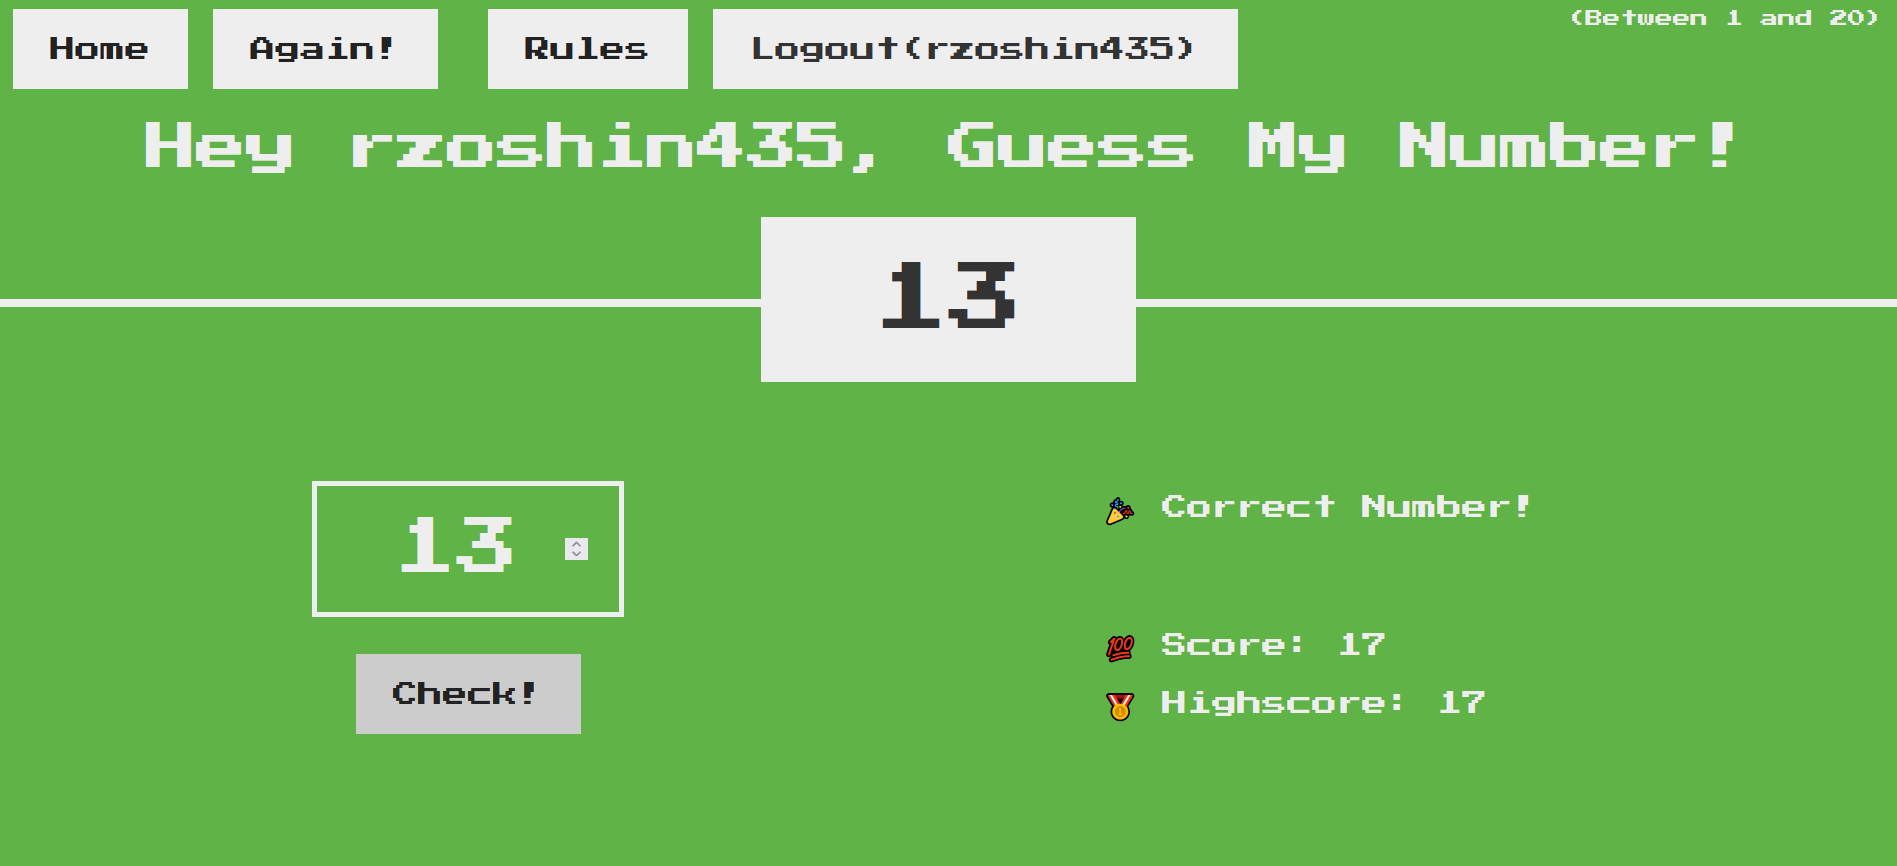 Home Again! Rules Logout(rzoshin435) (Between 1 and 20)
Hey rzoshin435, Guess My Number!
13
13
Check!
🎉 Correct Number!
💯 Score: 17
🥇 Highscore: 17